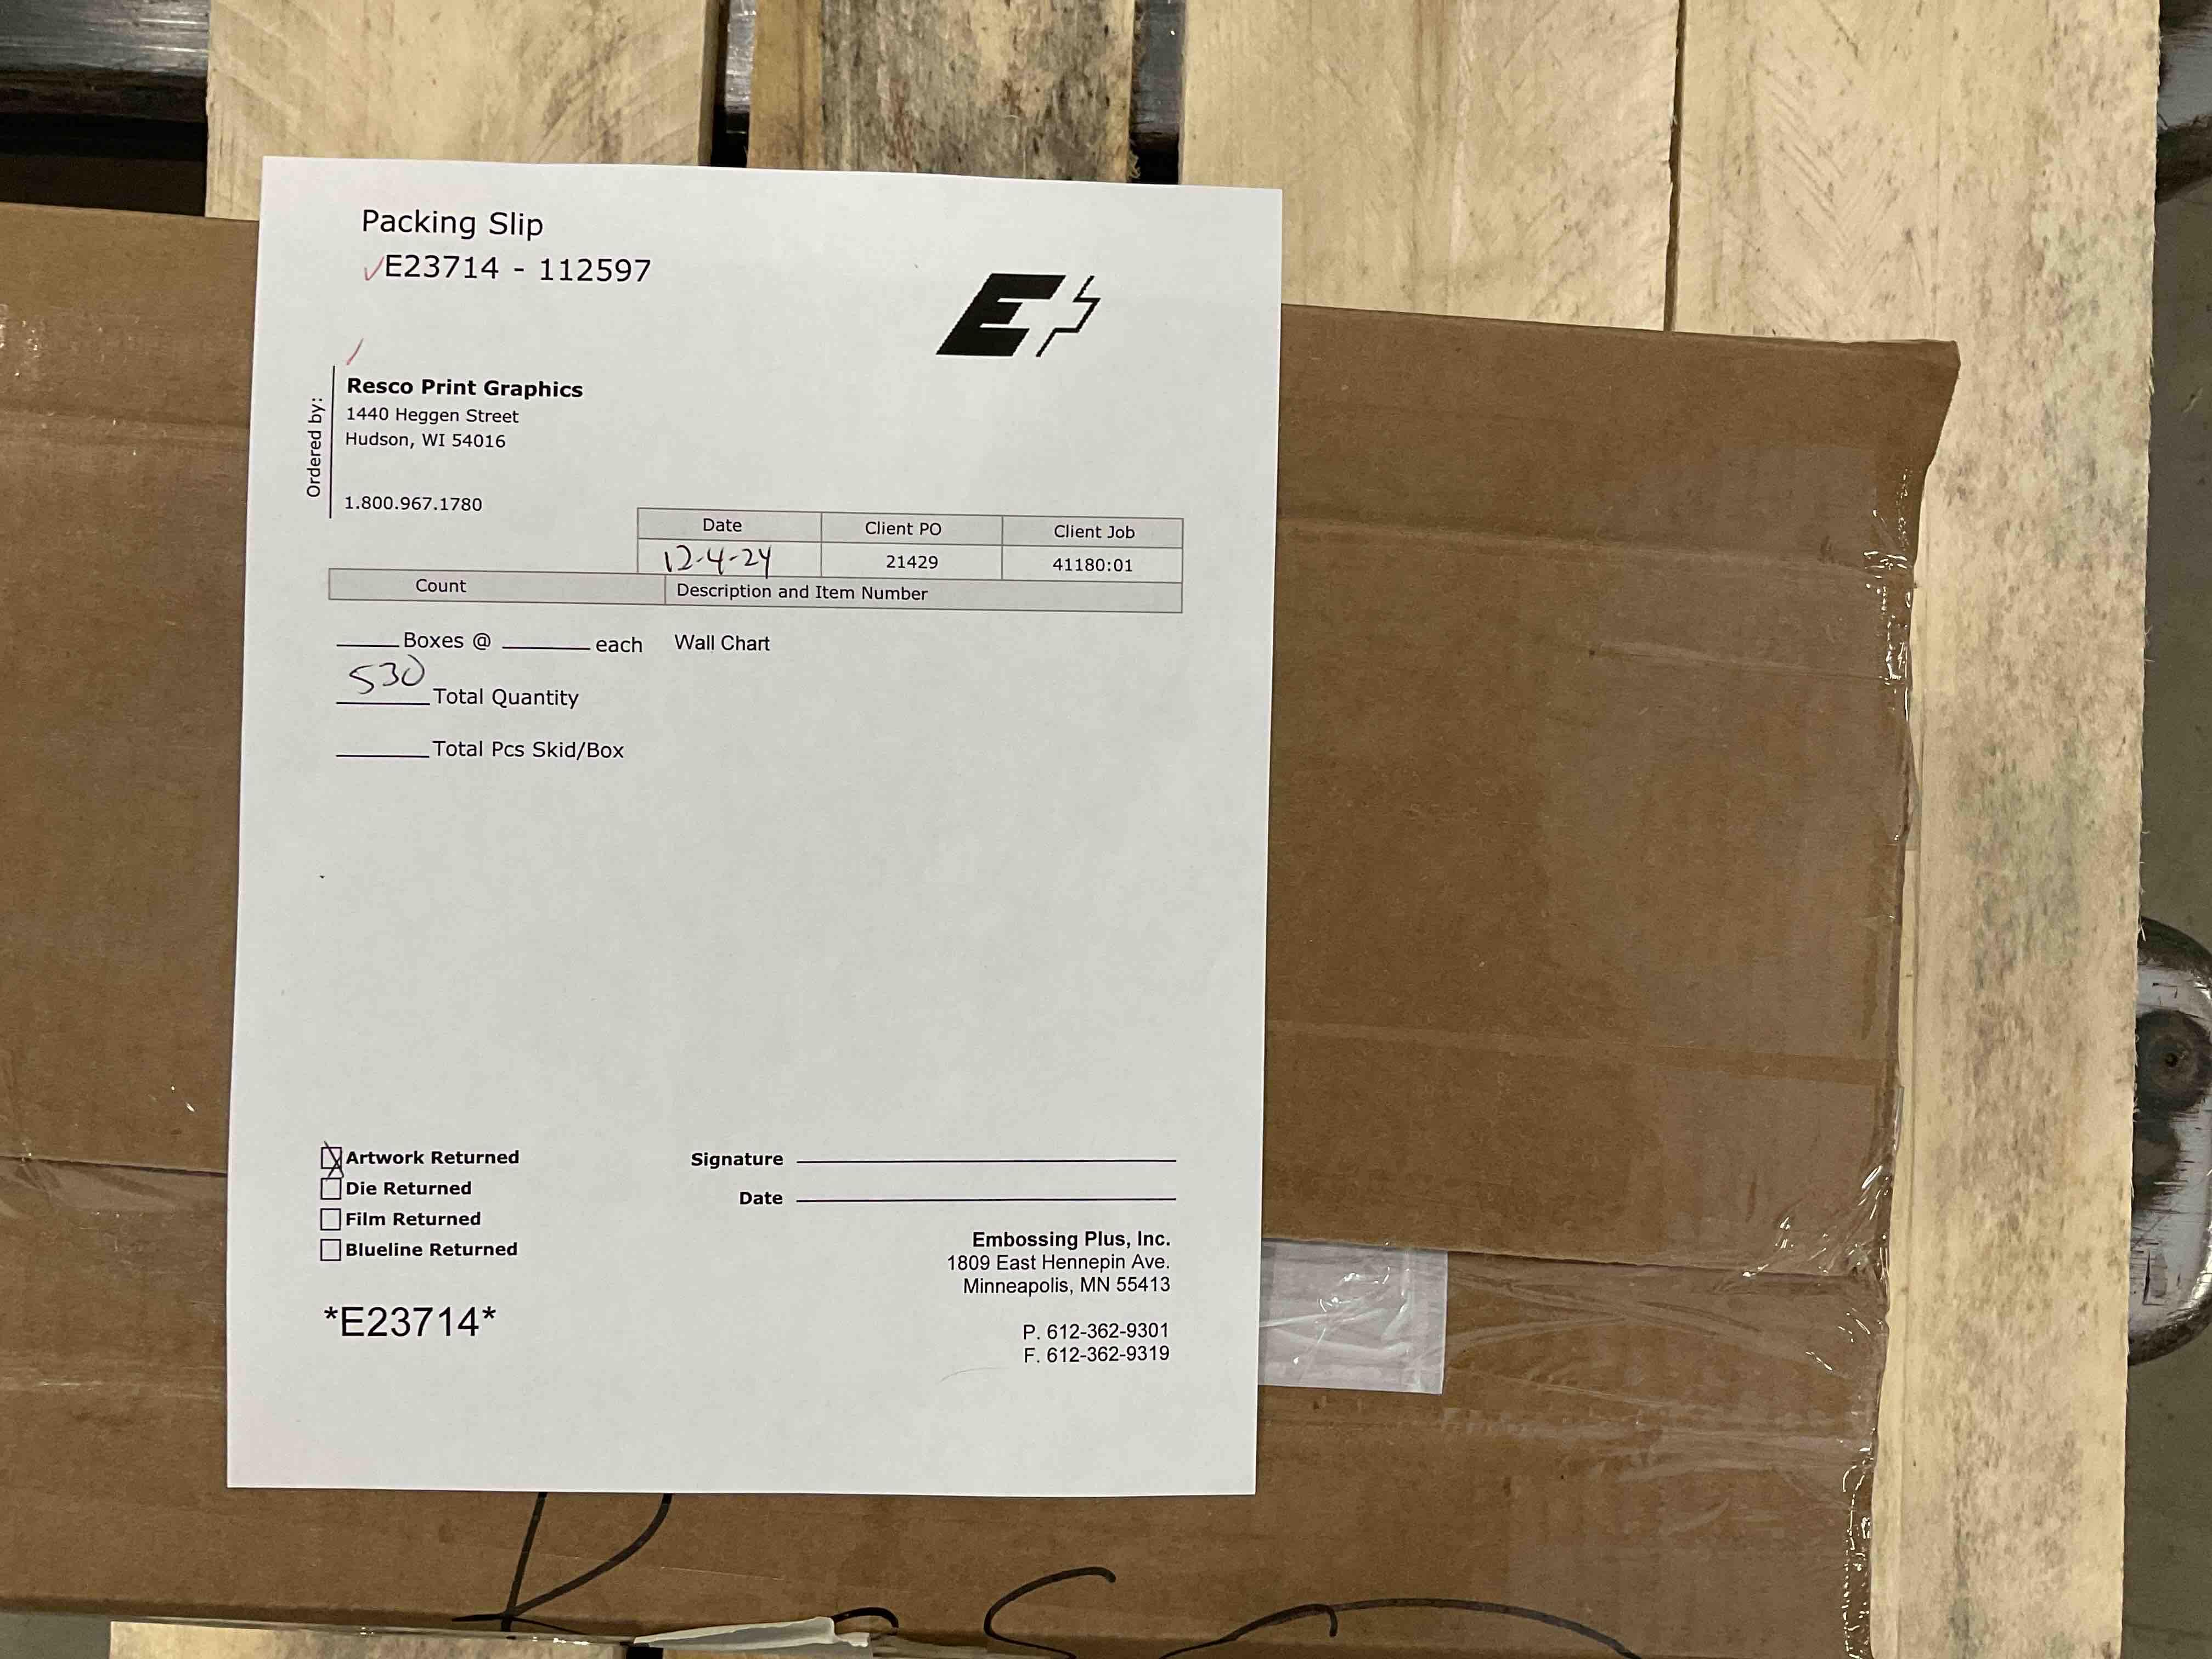 Packing Slip
E23714 - 112597
E+
Ordered by:
Resco Print Graphics
1440 Heggen Street
Hudson, WI 54016
1.800.967.1780
Date Client PO Client Job
12-4-24 21429 41180:01
Count Description and Item Number
_____ Boxes @ _____ each Wall Chart
530 Total Quantity
_____ Total Pcs Skid/Box
Artwork Returned
Die Returned
Film Returned
Blueline Returned
*E23714*
Signature
Date
Embossing Plus, Inc.
1809 East Hennepin Ave.
Minneapolis, MN 55413
P. 612-362-9301
F. 612-362-9319